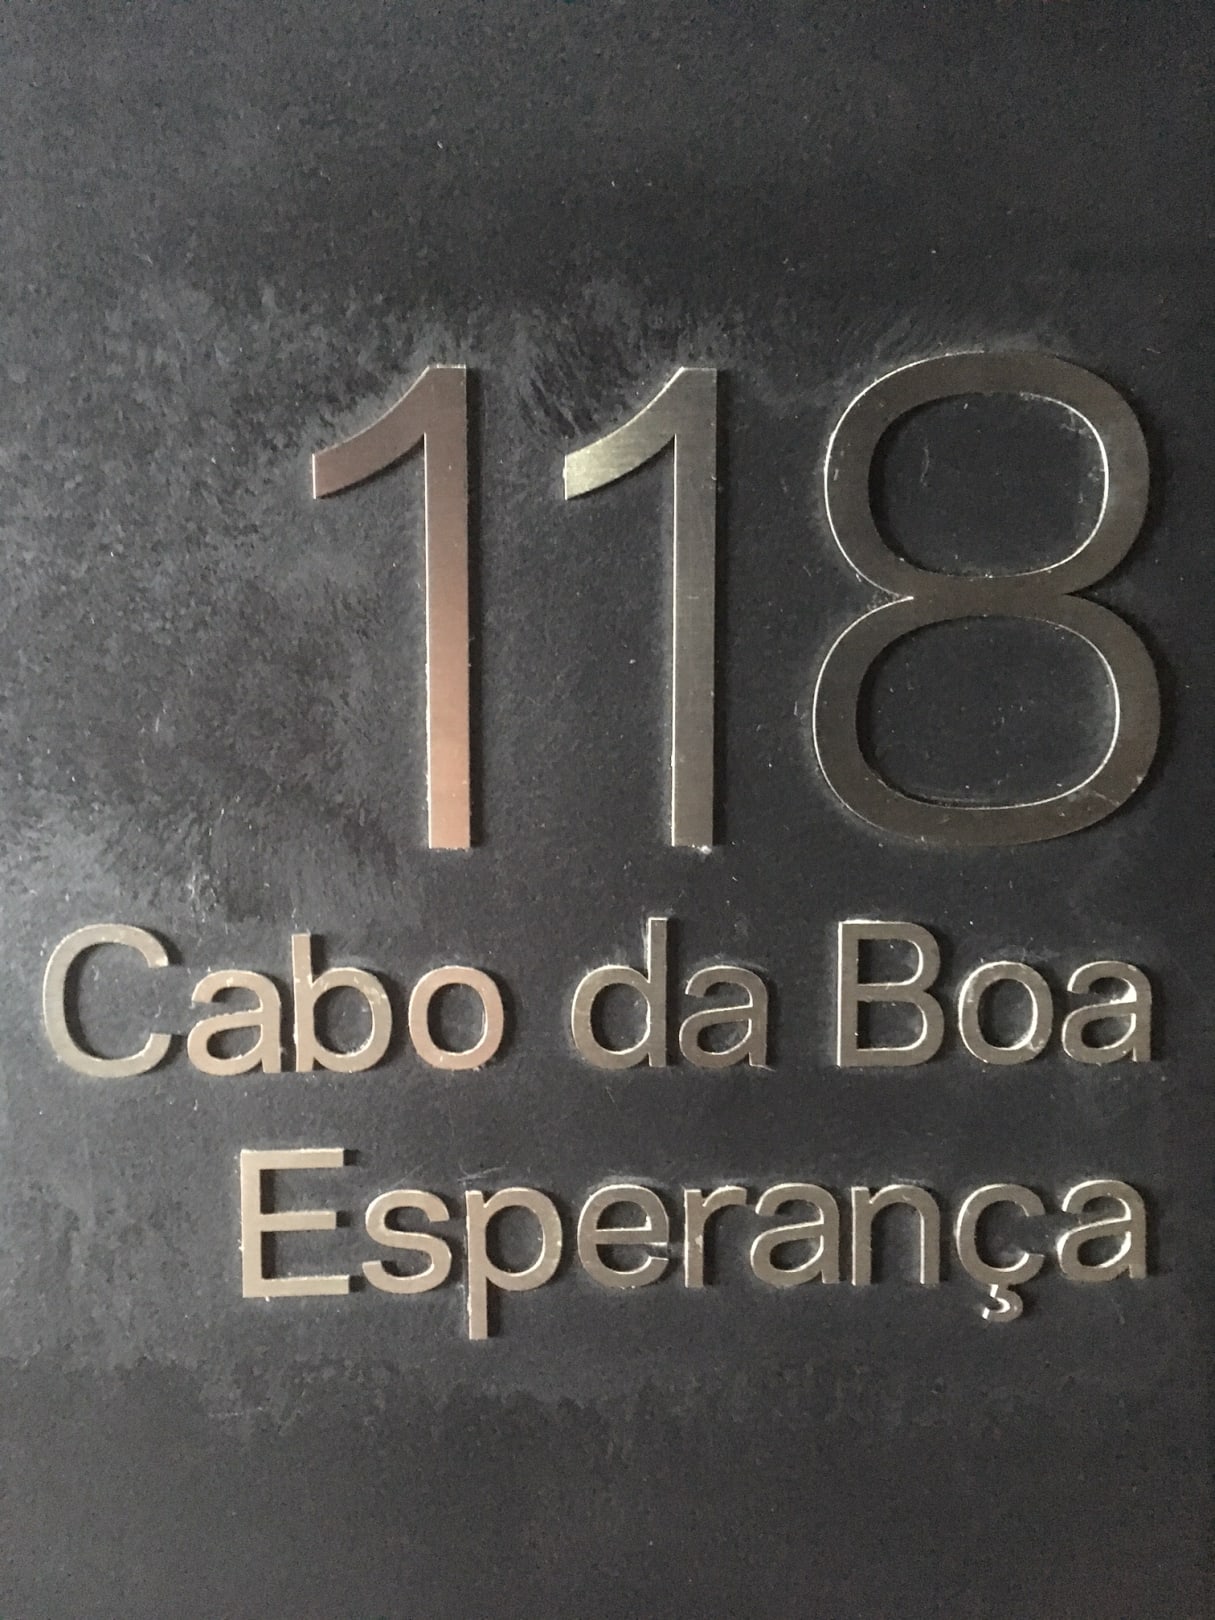 118
Cabo da Boa
Esperança